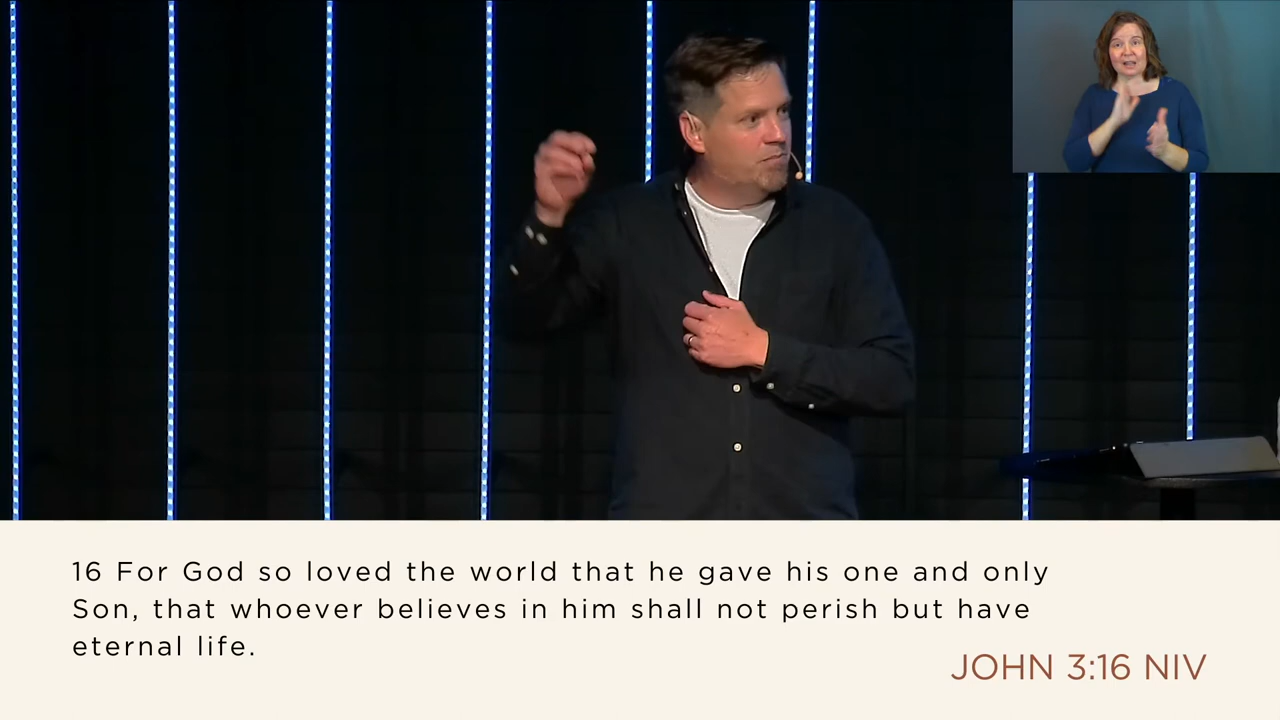 16 For God so loved the world that he gave his one and only
Son, that whoever believes in him shall not perish but have
eternal life.
JOHN 3:16 NIV